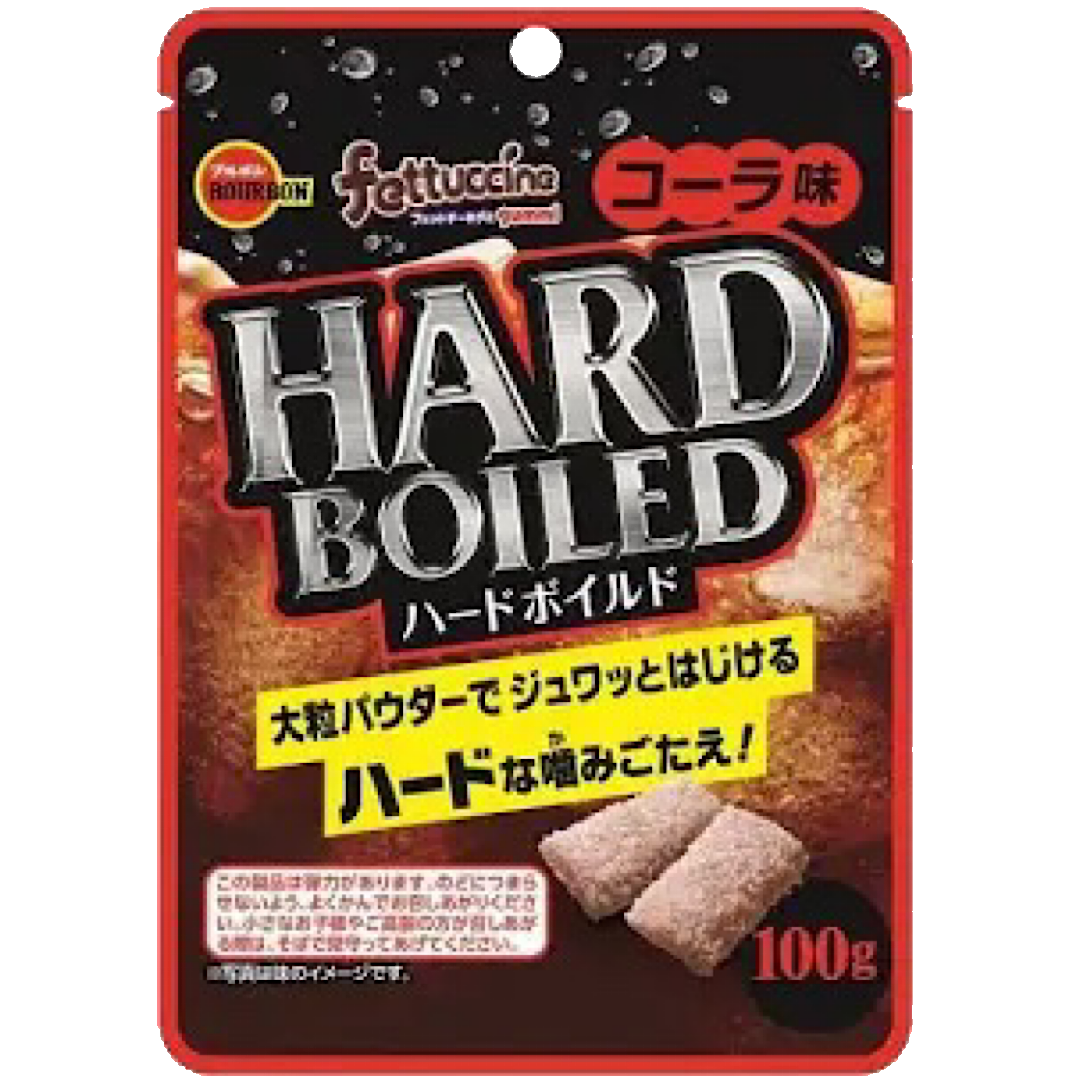 ブルボン
BOURBON
fettuccine
フェットチーネグミ gummi
コーラ味
HARD
BOILED
ハードボイルド
大粒パウダーでジュワッとはじける
か
ハードな噛みごたえ!
この製品は弾力があります。のどにつまら
せないよう、よくかんでお召しあがりくださ
い。小さなお子様やご高齢の方が召しあが
る際は、そばで見守ってあげてください。
※写真は味のイメージです。
100g